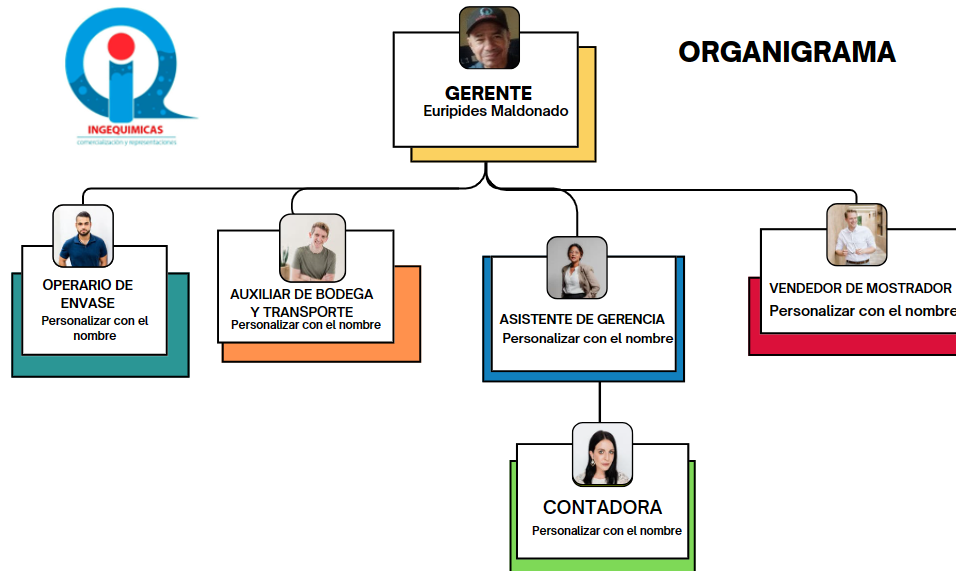 ORGANIGRAMA
INGEQUIMICAS
comercialización y representaciones
GERENTE
Euripides Maldonado
OPERARIO DE
ENVASE
Personalizar con el
nombre
AUXILIAR DE BODEGA
Y TRANSPORTE
Personalizar con el nombre
ASISTENTE DE GERENCIA
Personalizar con el nombre
VENDEDOR DE MOSTRADOR
Personalizar con el nombre
CONTADORA
Personalizar con el nombre